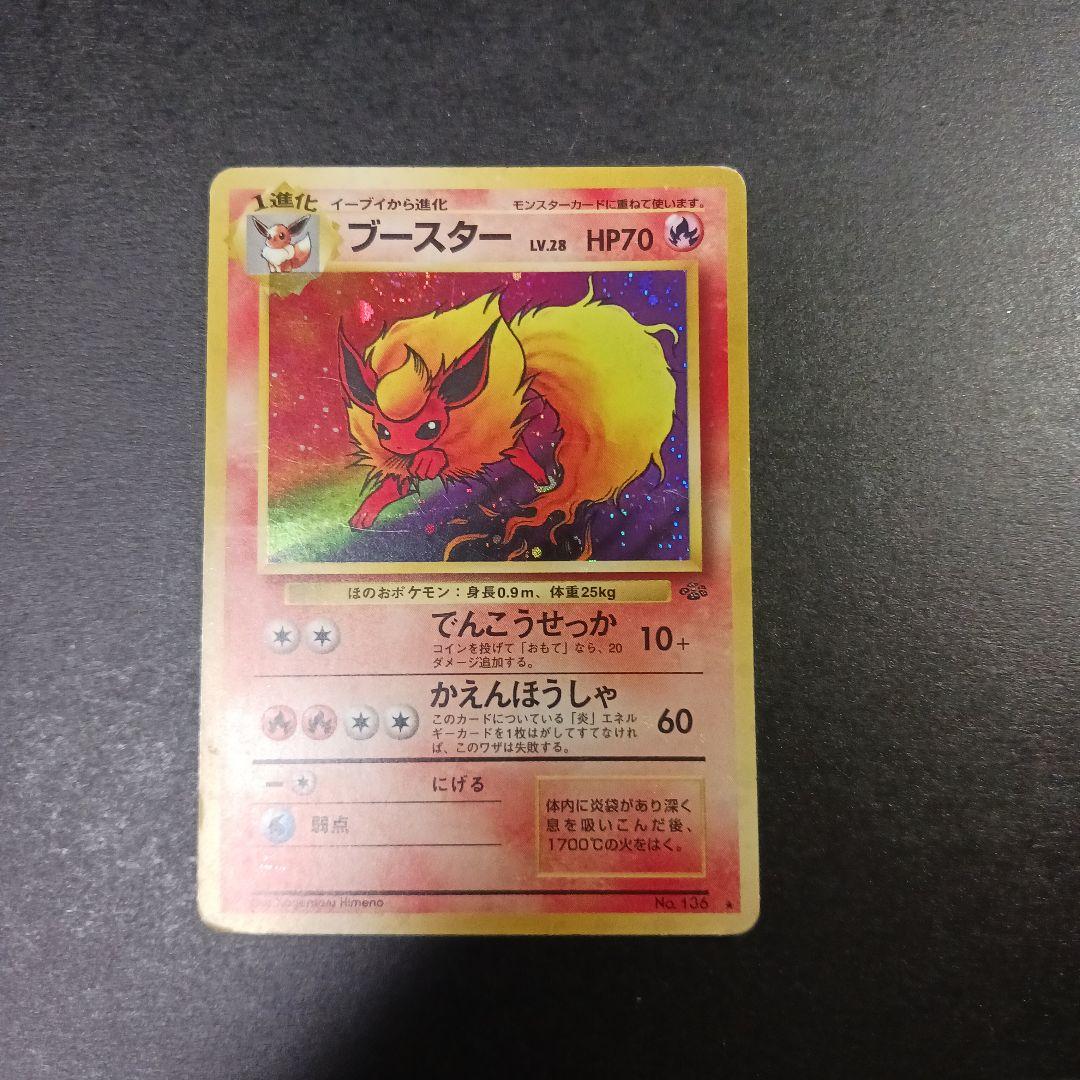 1進化 イーブイから進化 モンスターカードに重ねて使います。
ブースター LV.28 HP70
ほのおポケモン：身長0.9m、体重25kg
でんこうせっか 10+
コインを投げて「おもて」なら、20
ダメージ追加する。
かえんほうしゃ 60
このカードについている「炎」エネル
ギーカードを1枚はがしてすてなけれ
ば、このワザは失敗する。
にげる
弱点
体内に炎袋があり深く
息を吸いこんだ後、
1700℃の火をはく。
Kagemaru Himeno No. 136 ★